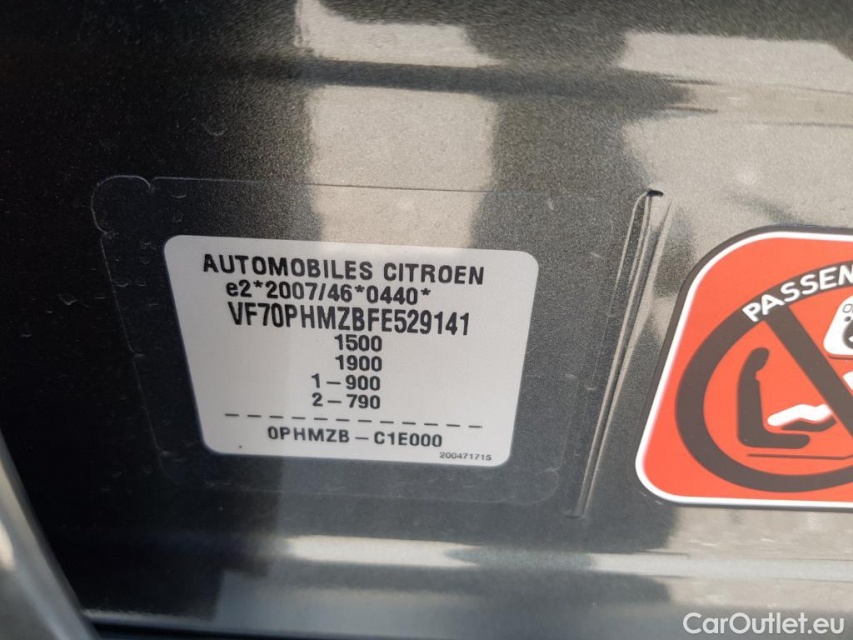 AUTOMOBILES CITROEN
e2*2007/46*0440*
VF70PHMZBFE529141
1500
1900
1-900
2-790
0PHMZB-C1E000
200471715
PASSEN
CarOutlet.eu